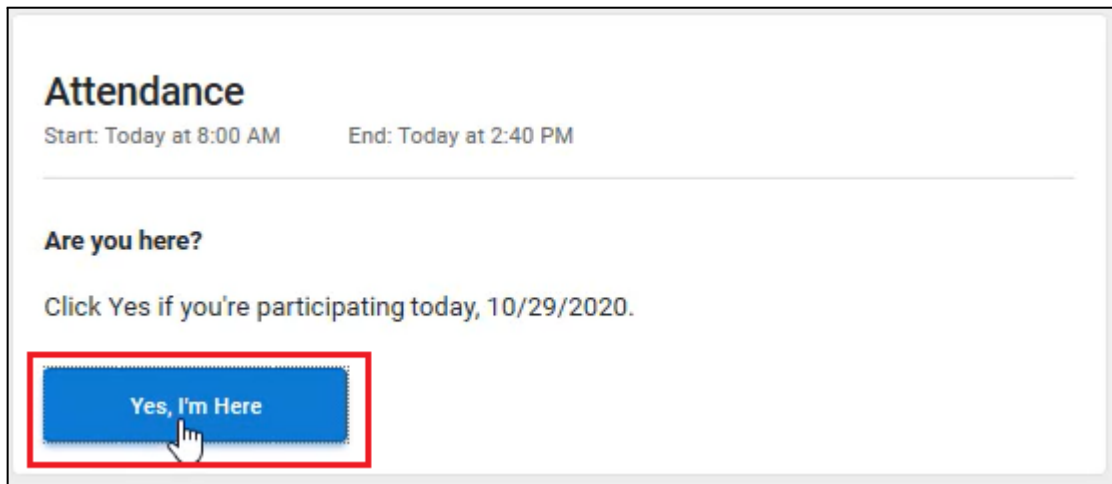 Attendance
Start: Today at 8:00 AM End: Today at 2:40 PM
Are you here?
Click Yes if you're participating today, 10/29/2020.
Yes, I'm Here